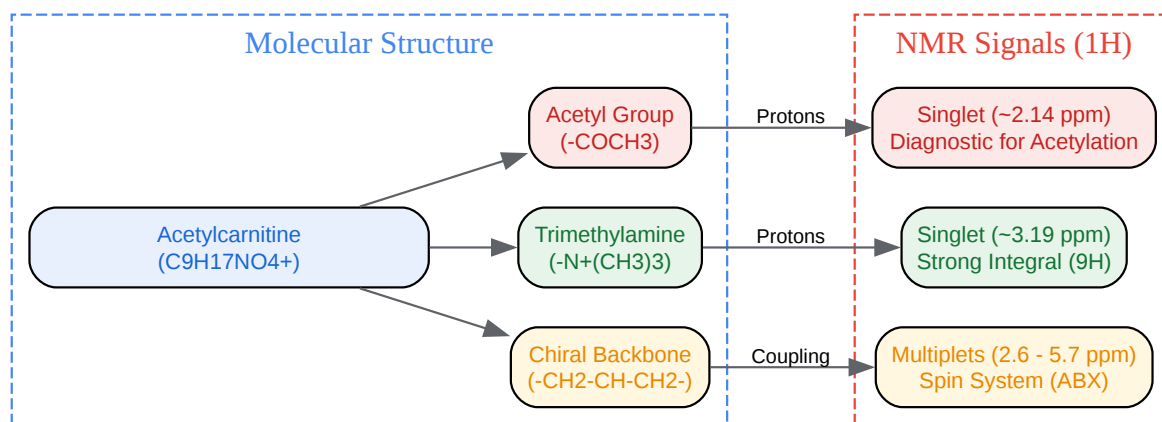 Molecular Structure
NMR Signals (1H)
Acetyl Group
(-COCH3)
Protons
Singlet (~2.14 ppm)
Diagnostic for Acetylation
Acetylcarnitine
(C9H17NO4+)
Trimethylamine
(-N+(CH3)3)
Protons
Singlet (~3.19 ppm)
Strong Integral (9H)
Chiral Backbone
(-CH2-CH-CH2-)
Coupling
Multiplets (2.6 - 5.7 ppm)
Spin System (ABX)